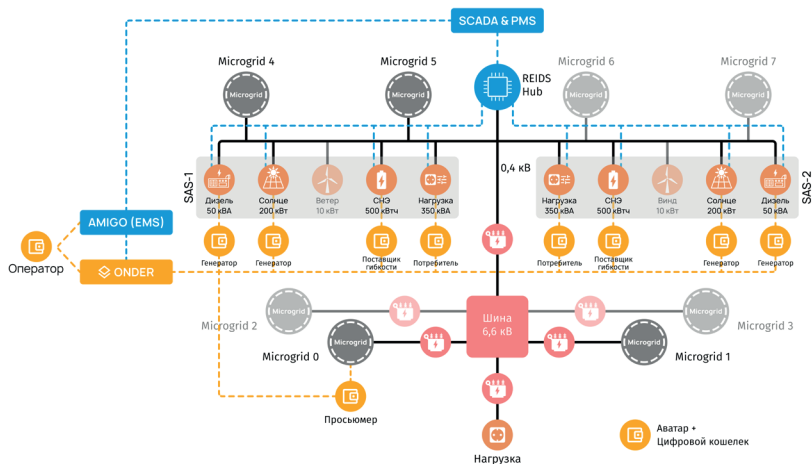 SCADA & PMS
Microgrid 4
Microgrid 5
Microgrid 6
Microgrid 7
REIDS
Hub
Microgrid
Microgrid
Microgrid
Microgrid
0,4 кВ
SAS-1
SAS-2
Дизель
50 кВА
Солнце
200 кВт
Ветер
10 кВт
СНЭ
500 кВтч
Нагрузка
350 кВА
Нагрузка
350 кВА
СНЭ
500 кВтч
Винд
10 кВт
Солнце
200 кВт
Дизель
50 кВА
AMIGO (EMS)
Оператор
ONDER
Генератор
Генератор
Поставщик
гибкости
Потребитель
Потребитель
Поставщик
гибкости
Генератор
Генератор
Microgrid
Microgrid 2
Шина
6,6 кВ
Microgrid
Microgrid 3
Microgrid 0
Microgrid
Microgrid
Microgrid 1
Просьюмер
Нагрузка
Аватар +
Цифровой кошелек